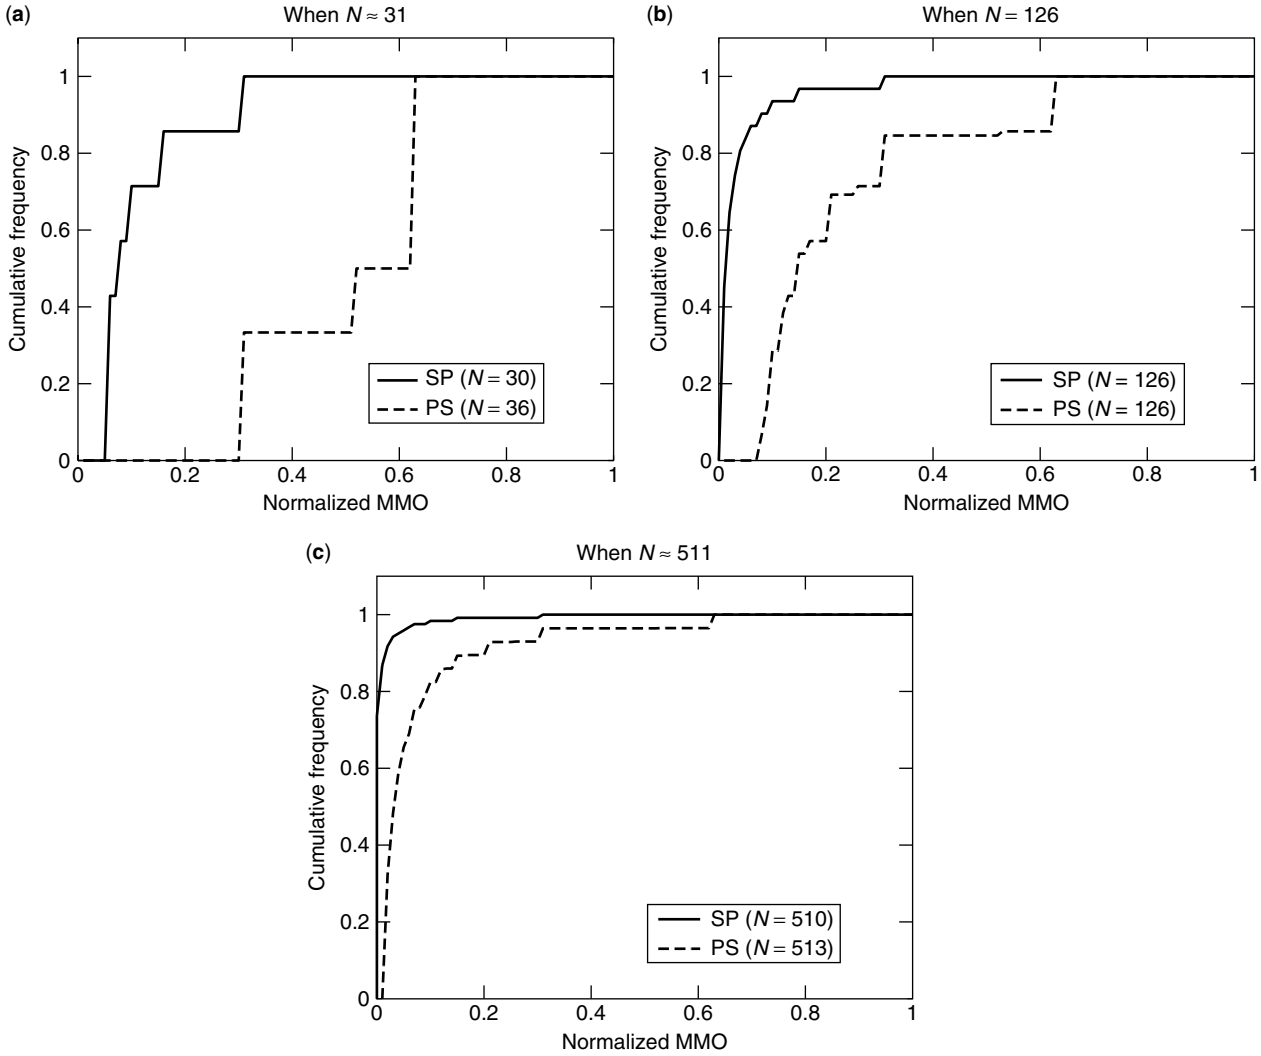 (a)
When N ≈ 31
1
0.8
0.6
0.4
0.2
0
Cumulative frequency
0 0.2 0.4 0.6 0.8 1
Normalized MMO
SP (N = 30)
PS (N = 36)
(b)
When N = 126
1
0.8
0.6
0.4
0.2
0
Cumulative frequency
0 0.2 0.4 0.6 0.8 1
Normalized MMO
SP (N = 126)
PS (N = 126)
(c)
When N ≈ 511
1
0.8
0.6
0.4
0.2
0
Cumulative frequency
0 0.2 0.4 0.6 0.8 1
Normalized MMO
SP (N = 510)
PS (N = 513)